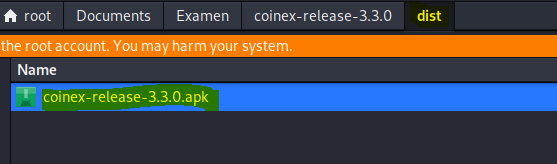 root Documents Examen coinex-release-3.3.0 dist
the root account. You may harm your system.
Name
coinex-release-3.3.0.apk